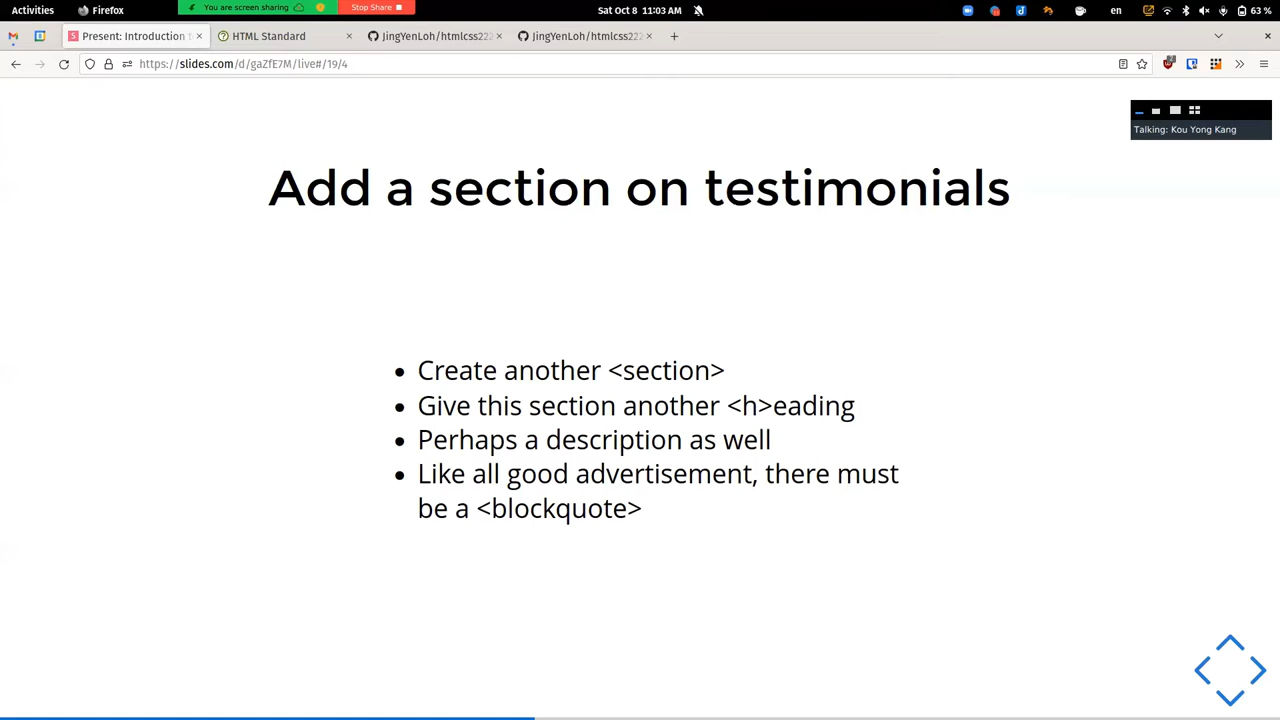 Activities
Firefox
You are screen sharing
Stop Share
Sat Oct 8 11:03 AM
en
63 %
Present: Introduction t
HTML Standard
JingYenLoh/htmlcss222
JingYenLoh/htmlcss222
https://slides.com/d/gaZfE7M/live#/19/4
Talking: Kou Yong Kang
Add a section on testimonials
• Create another <section>
• Give this section another <h>eading
• Perhaps a description as well
• Like all good advertisement, there must
be a <blockquote>